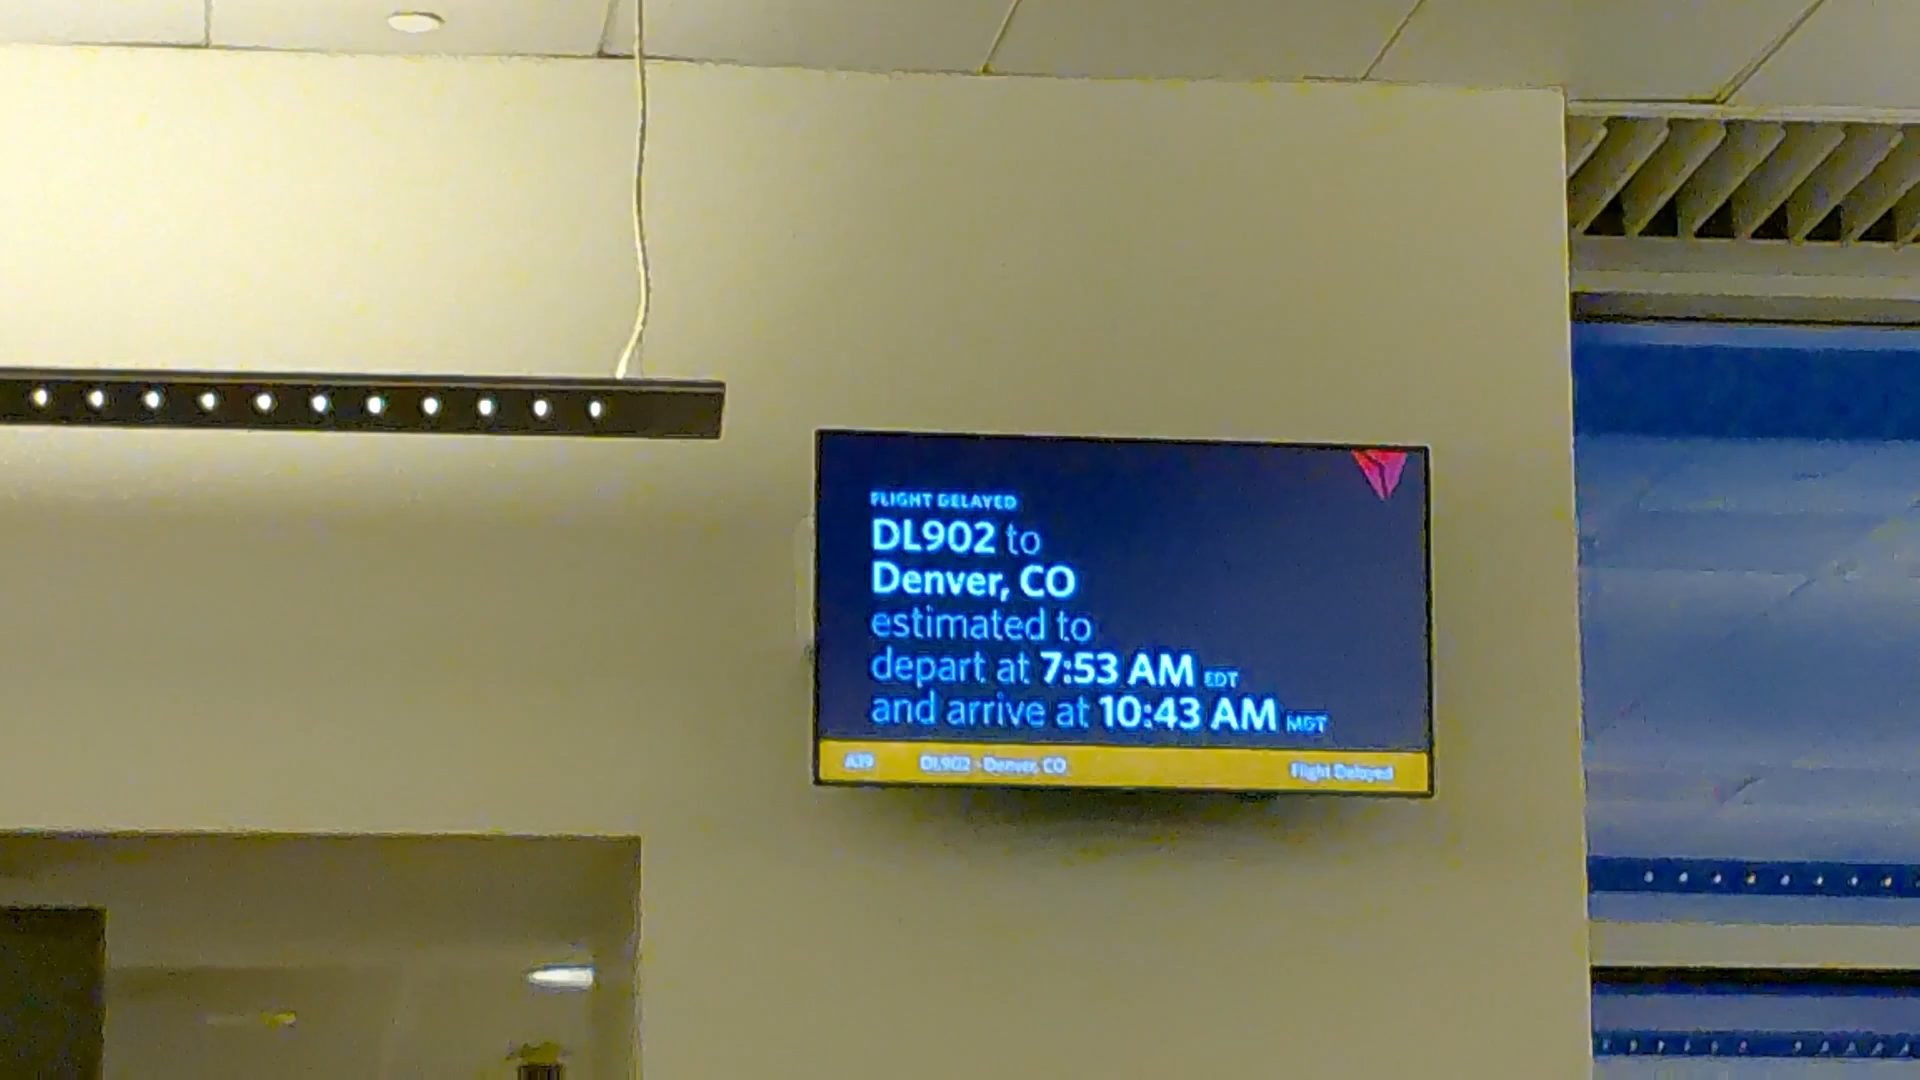 FLIGHT DELAYED
DL902 to
Denver, CO
estimated to
depart at 7:53 AM EDT
and arrive at 10:43 AM MDT
A19 DL902 - Denver, CO Flight Delayed